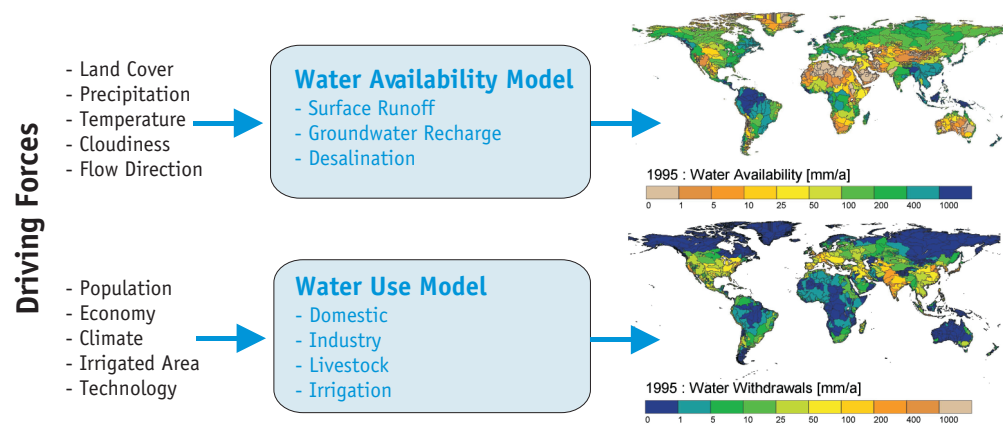 Driving Forces
- Land Cover
- Precipitation
- Temperature
- Cloudiness
- Flow Direction
Water Availability Model
- Surface Runoff
- Groundwater Recharge
- Desalination
1995 : Water Availability [mm/a]
0 1 5 10 25 50 100 200 400 1000
- Population
- Economy
- Climate
- Irrigated Area
- Technology
Water Use Model
- Domestic
- Industry
- Livestock
- Irrigation
1995 : Water Withdrawals [mm/a]
0 1 5 10 25 50 100 200 400 1000